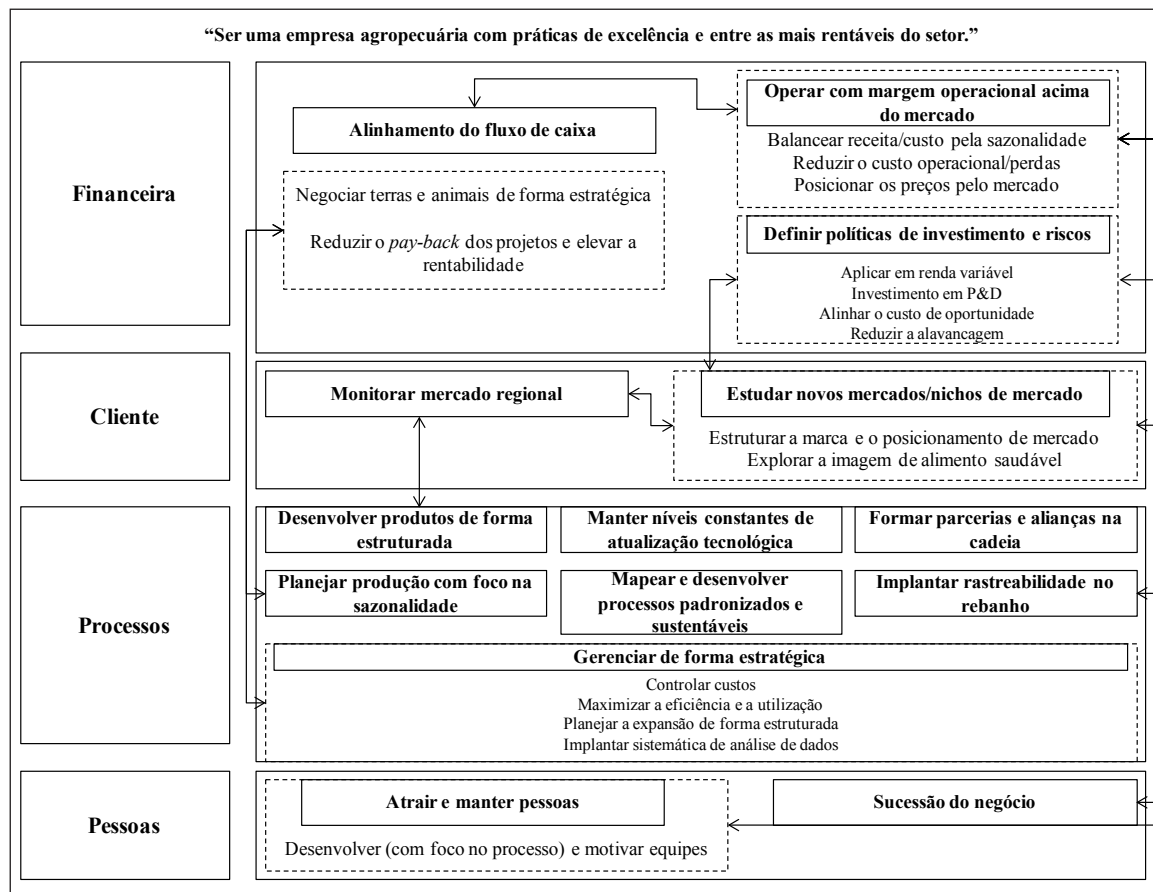 “Ser uma empresa agropecuária com práticas de excelência e entre as mais rentáveis do setor.”
Financeira
Alinhamento do fluxo de caixa
Negociar terras e animais de forma estratégica
Reduzir o pay-back dos projetos e elevar a
rentabilidade
Operar com margem operacional acima
do mercado
Balancear receita/custo pela sazonalidade
Reduzir o custo operacional/perdas
Posicionar os preços pelo mercado
Definir políticas de investimento e riscos
Aplicar em renda variável
Investimento em P&D
Alinhar o custo de oportunidade
Reduzir a alavancagem
Cliente
Monitorar mercado regional
Estudar novos mercados/nichos de mercado
Estruturar a marca e o posicionamento de mercado
Explorar a imagem de alimento saudável
Processos
Desenvolver produtos de forma
estruturada
Manter níveis constantes de
atualização tecnológica
Formar parcerias e alianças na
cadeia
Planejar produção com foco na
sazonalidade
Mapear e desenvolver
processos padronizados e
sustentáveis
Implantar rastreabilidade no
rebanho
Gerenciar de forma estratégica
Controlar custos
Maximizar a eficiência e a utilização
Planejar a expansão de forma estruturada
Implantar sistemática de análise de dados
Pessoas
Atrair e manter pessoas
Desenvolver (com foco no processo) e motivar equipes
Sucessão do negócio